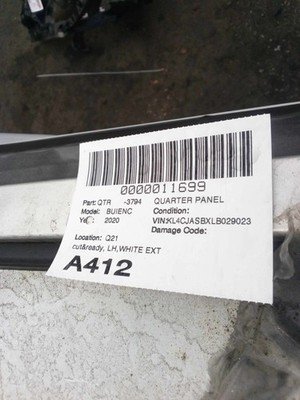 0000011699
Part: QTR -3794 QUARTER PANEL
Model: BUIENC Condition:
2020 VIN:KL4CJASBXLB029023
Damage Code:
Location: Q21
cut&ready, LH,WHITE EXT
A412